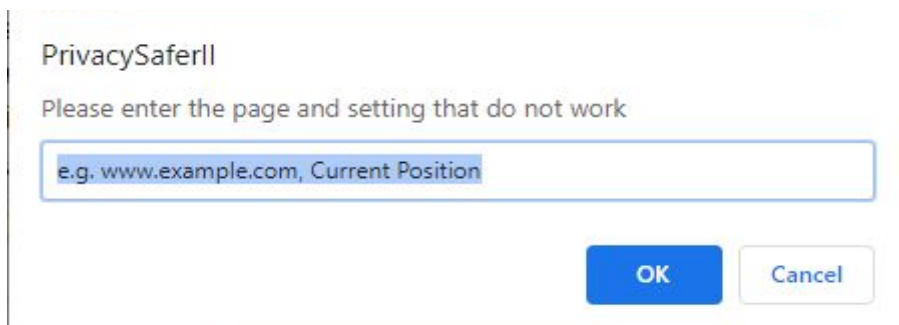 PrivacySaferII
Please enter the page and setting that do not work
e.g. www.example.com, Current Position
OK
Cancel